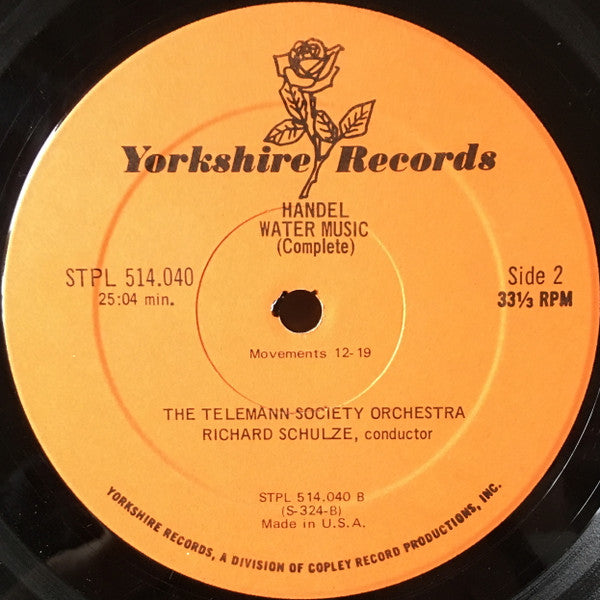 Yorkshire Records
HANDEL
WATER MUSIC
(Complete)
STPL 514.040
25:04 min.
Side 2
33⅓ RPM
Movements 12-19
THE TELEMANN SOCIETY ORCHESTRA
RICHARD SCHULZE, conductor
STPL 514.040 B
(S-324-B)
Made in U.S.A.
YORKSHIRE RECORDS, A DIVISION OF COPLEY RECORD PRODUCTIONS, INC.